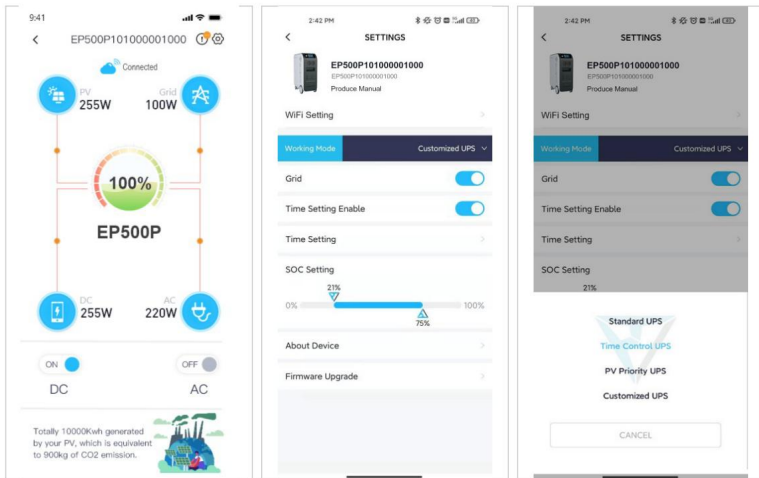 9:41
EP500P101000001000
Connected
PV
255W
Grid
100W
100%
EP500P
DC
255W
AC
220W
ON
OFF
DC
AC
Totally 10000Kwh generated
by your PV, which is equivalent
to 900kg of CO2 emission.
2:42 PM
SETTINGS
EP500P101000001000
EP500P101000001000
Produce Manual
WiFi Setting
Working Mode
Customized UPS
Grid
Time Setting Enable
Time Setting
SOC Setting
21%
0%
100%
75%
About Device
Firmware Upgrade
2:42 PM
SETTINGS
EP500P101000001000
EP500P101000001000
Produce Manual
WiFi Setting
Working Mode
Customized UPS
Grid
Time Setting Enable
Time Setting
SOC Setting
21%
Standard UPS
Time Control UPS
PV Priority UPS
Customized UPS
CANCEL